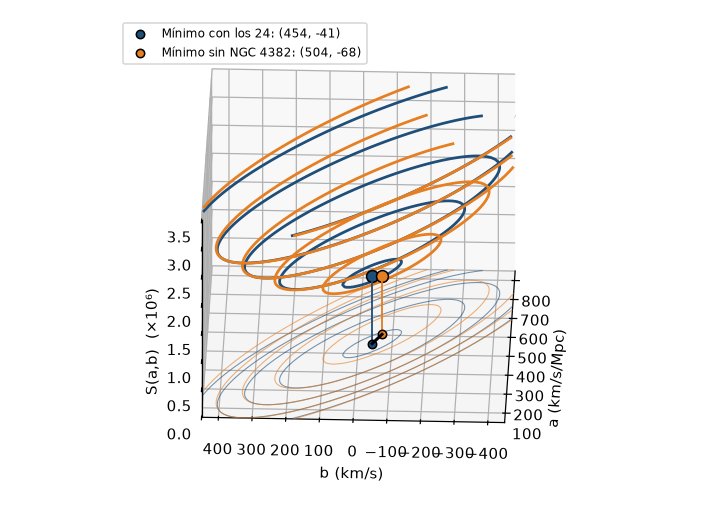 Mínimo con los 24: (454, -41)
Mínimo sin NGC 4382: (504, -68)
3.5
3.0
2.5
2.0
1.5
1.0
0.5
0.0
S(a,b) (×10⁶)
800
700
600
500
400
300
200
100
a (km/s/Mpc)
400 300 200 100 0 −100 −200 −300 −400
b (km/s)